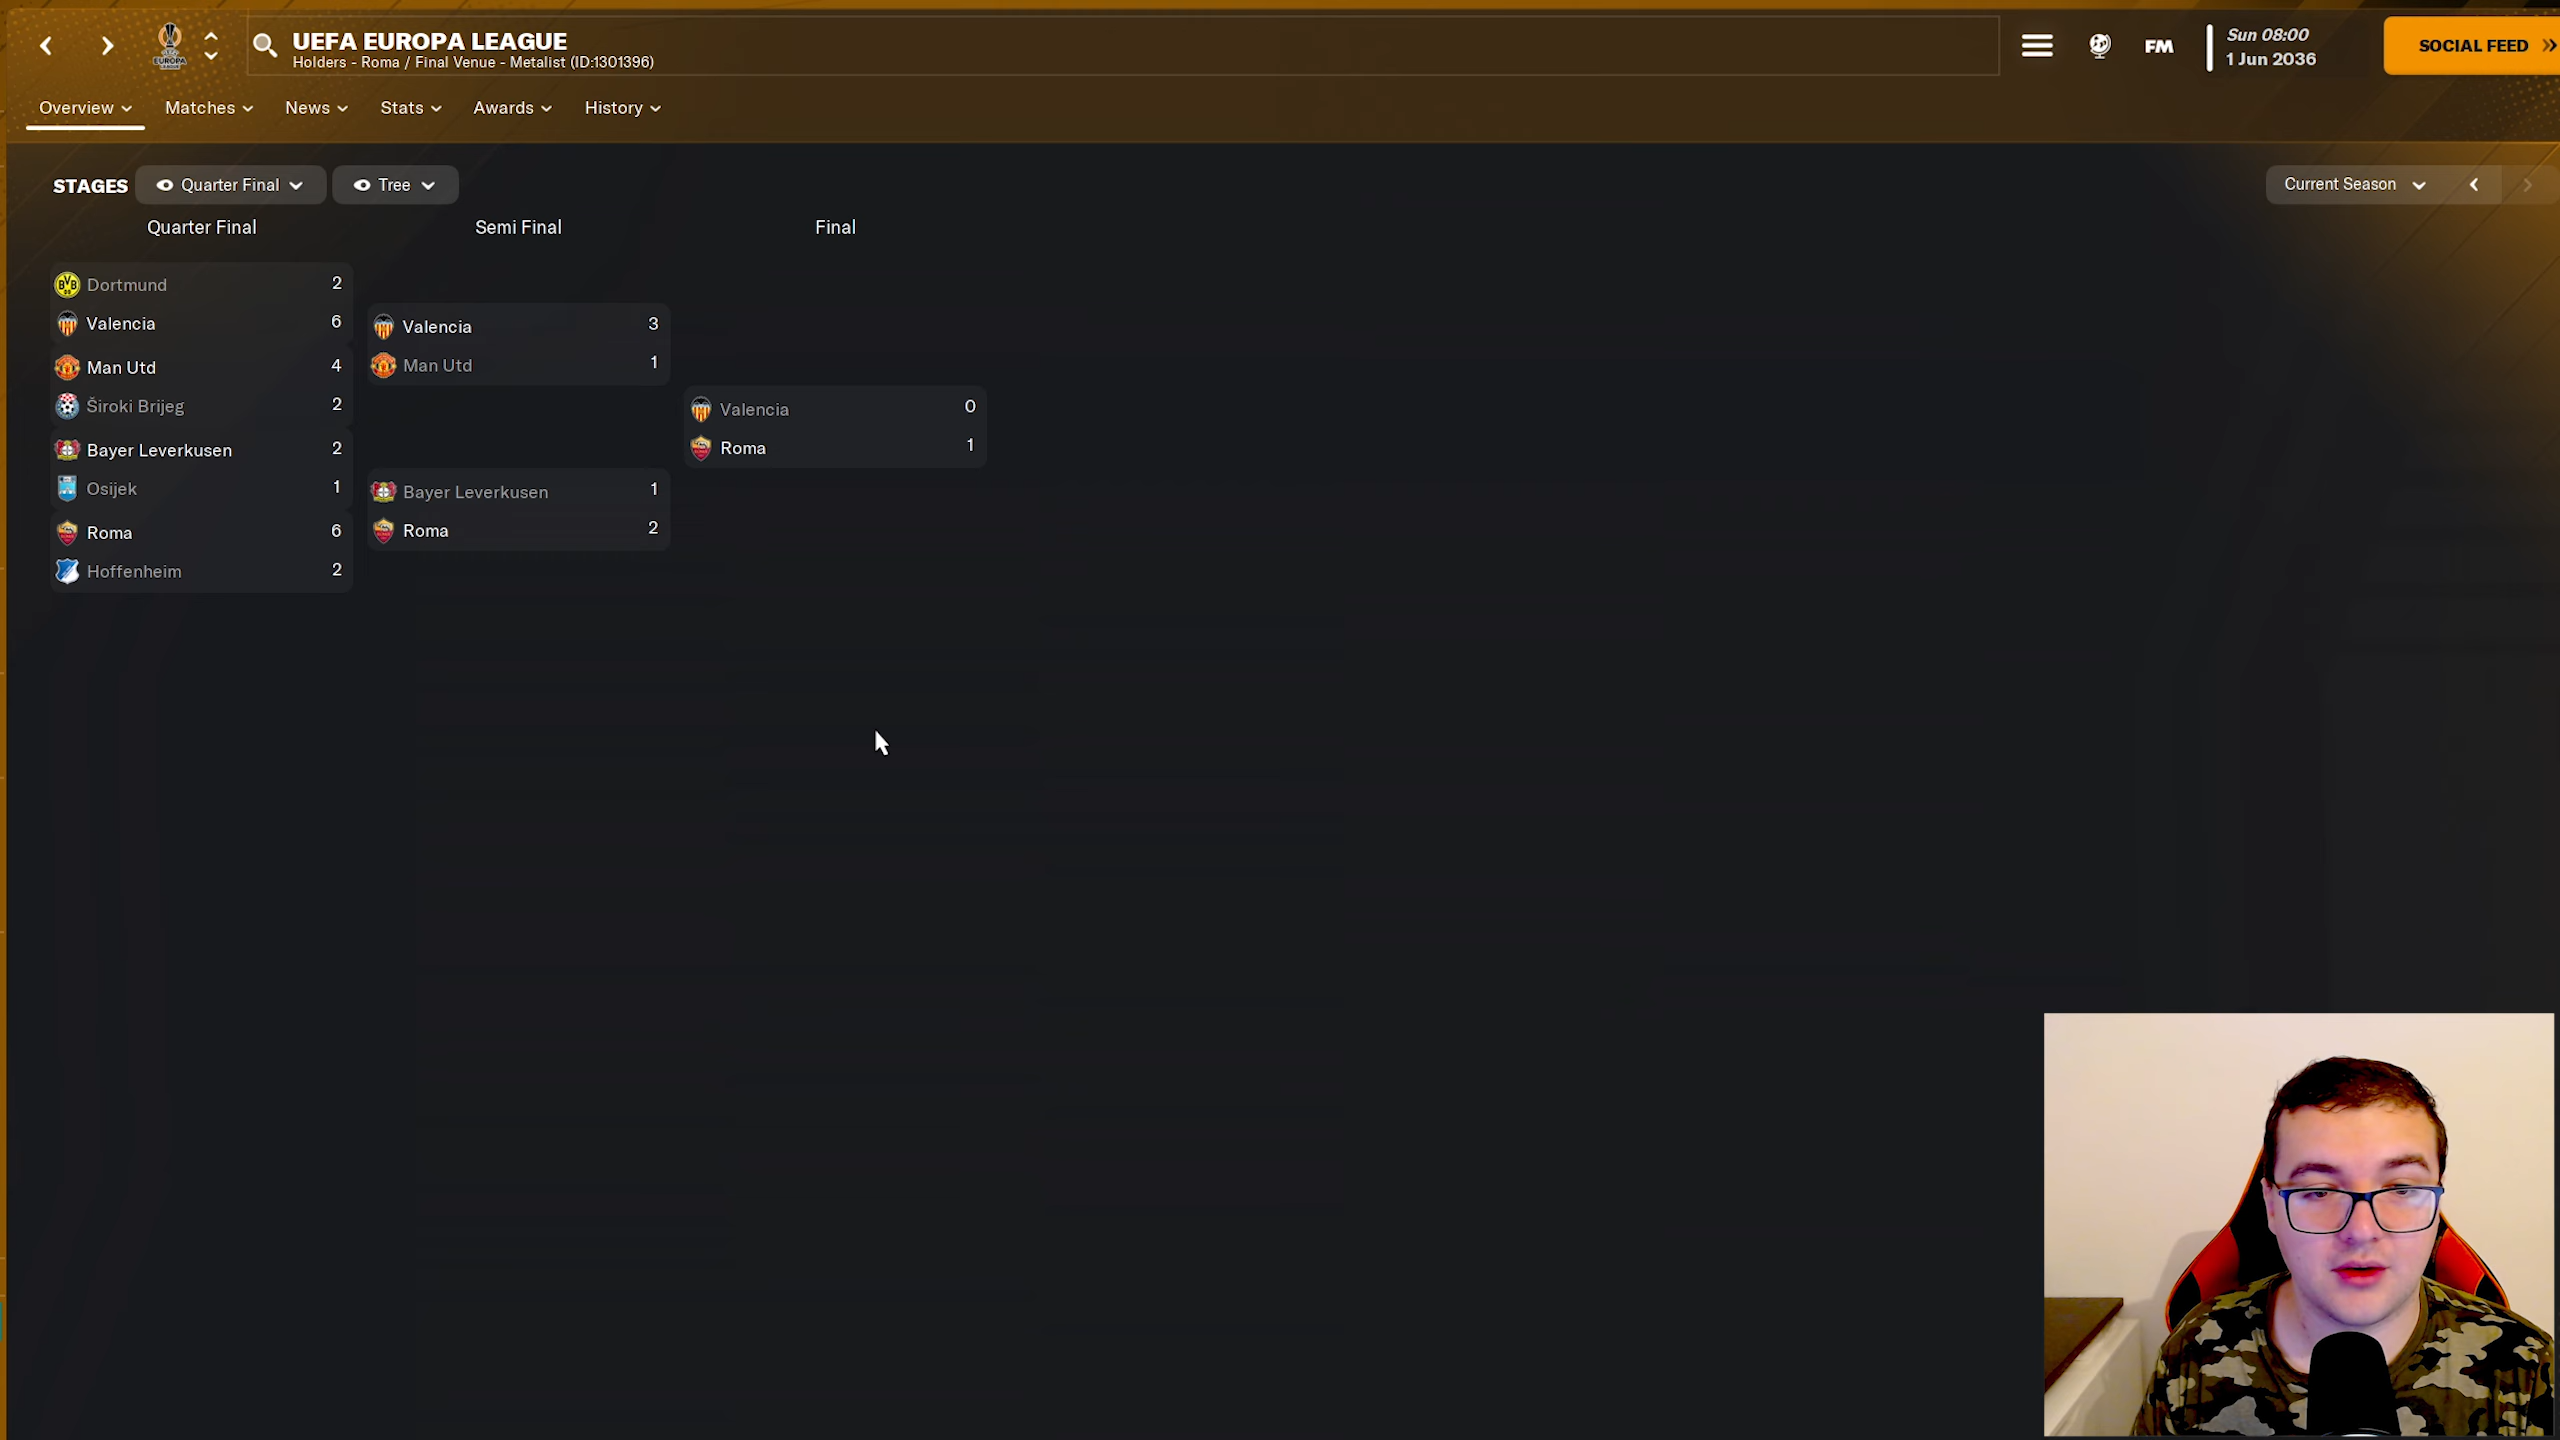 UEFA EUROPA LEAGUE
Holders - Roma / Final Venue - Metalist (ID:1301396)
EUROPA
FM
Sun 08:00
1 Jun 2036
SOCIAL FEED
Overview
Matches
News
Stats
Awards
History
STAGES
Quarter Final
Tree
Current Season
Quarter Final
Semi Final
Final
Dortmund 2
Valencia 6
Man Utd 4
Široki Brijeg 2
Bayer Leverkusen 2
Osijek 1
Roma 6
Hoffenheim 2
Valencia 3
Man Utd 1
Bayer Leverkusen 1
Roma 2
Valencia 0
Roma 1